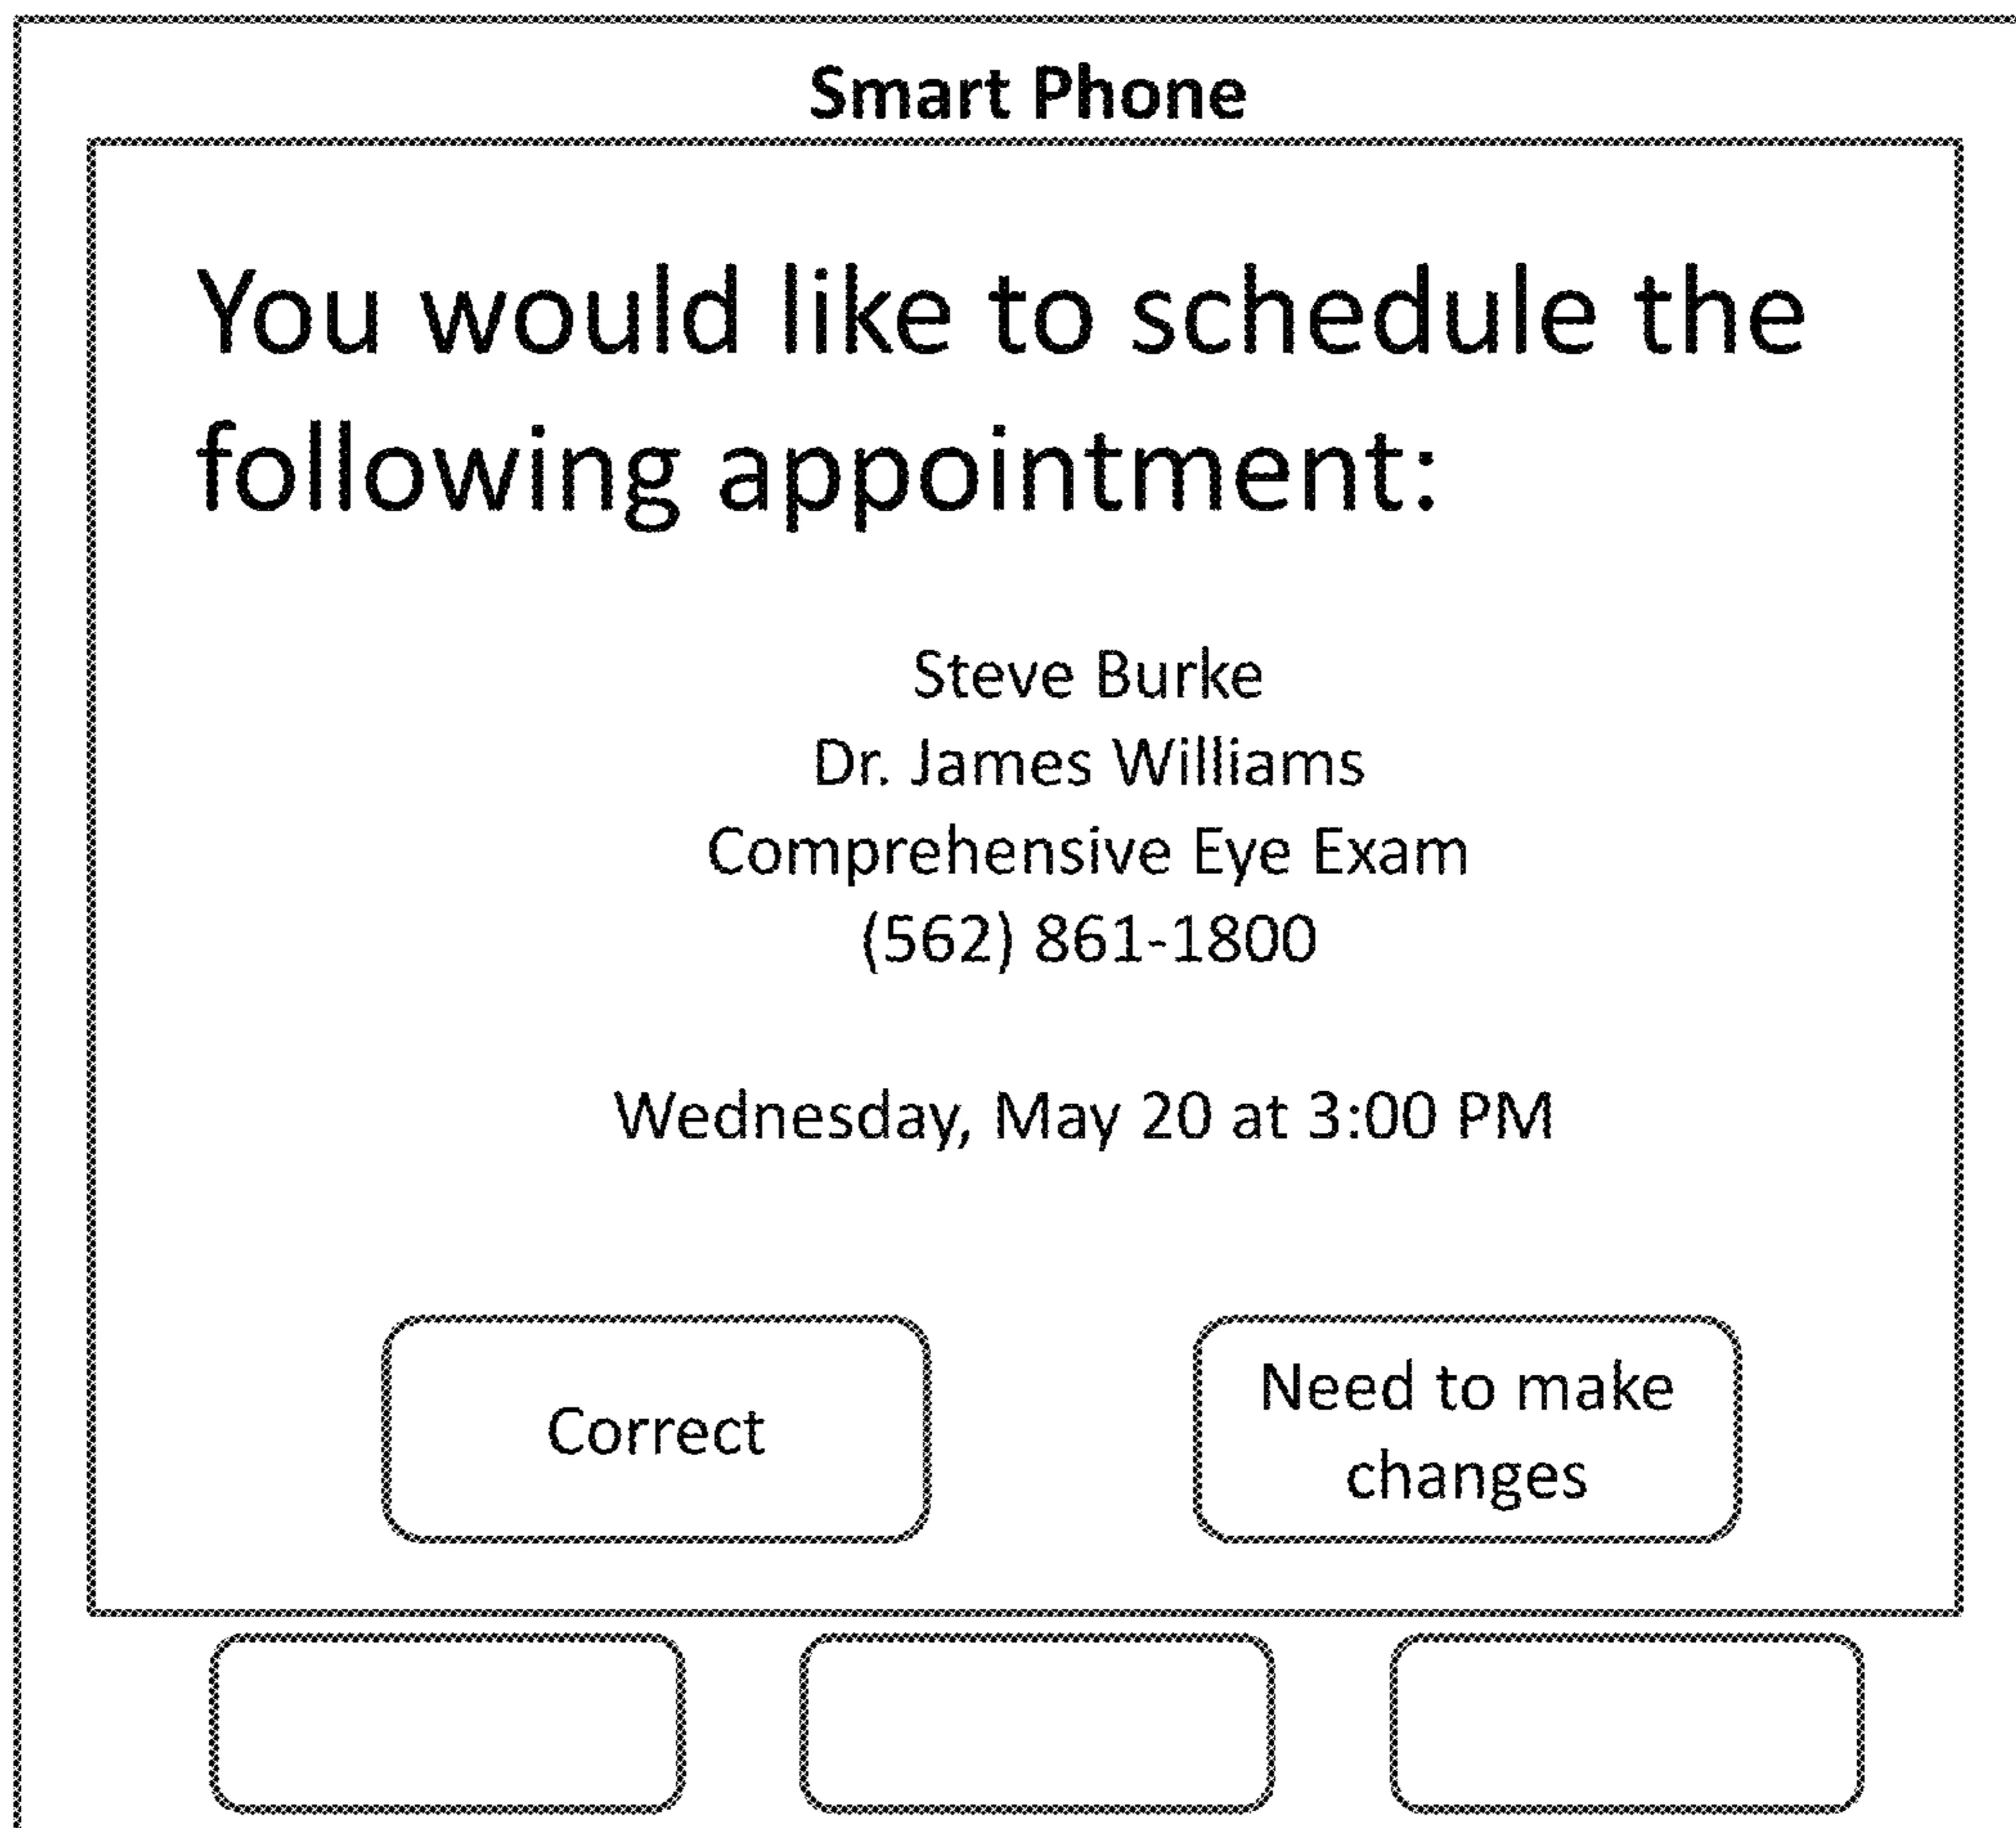 Smart Phone
You would like to schedule the
following appointment:
Steve Burke
Dr. James Williams
Comprehensive Eye Exam
(562) 861-1800
Wednesday, May 20 at 3:00 PM
Correct
Need to make
changes